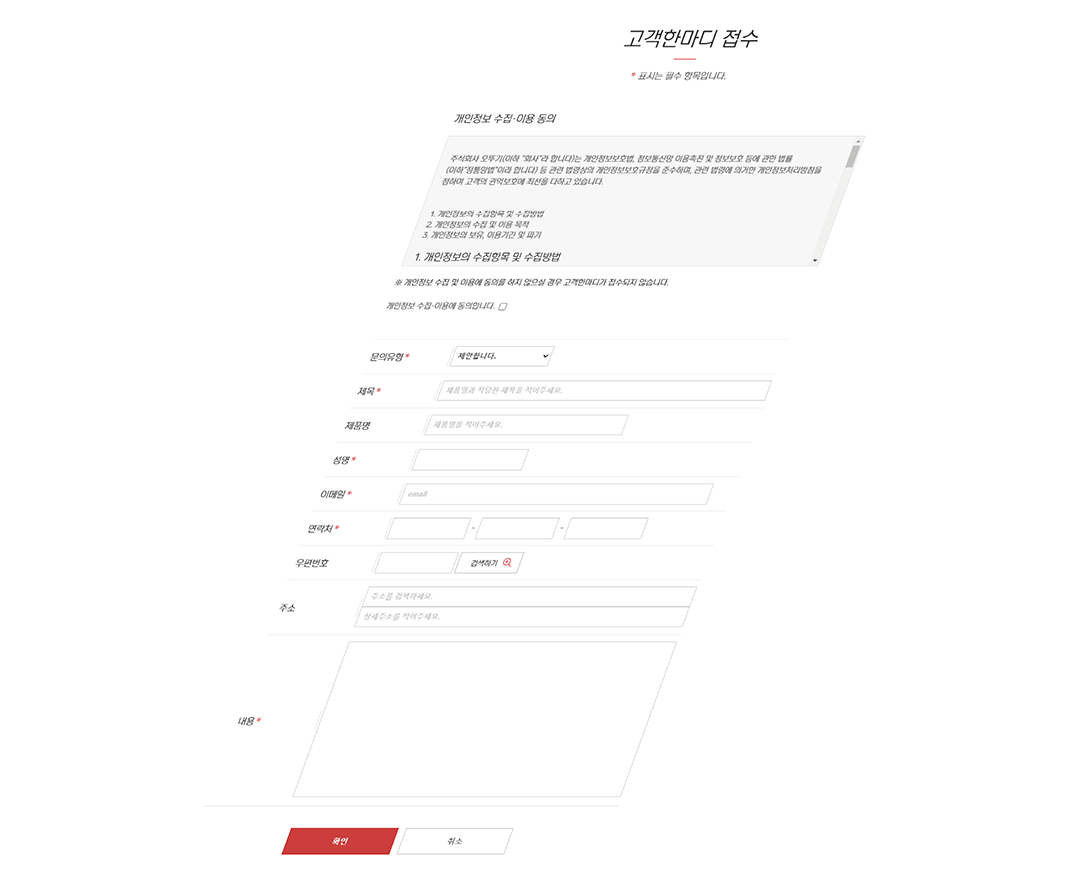 고객한마디 접수
* 표시는 필수 항목입니다.
개인정보 수집·이용 동의
주식회사 오뚜기(이하 "회사"라 합니다)는 개인정보보호법, 정보통신망 이용촉진 및 정보보호 등에 관한 법률
(이하"정통망법"이라 합니다) 등 관련 법령상의 개인정보보호규정을 준수하며, 관련 법령에 의거한 개인정보처리방침을
정하여 고객의 권익보호에 최선을 다하고 있습니다.
1. 개인정보의 수집항목 및 수집방법
2. 개인정보의 수집 및 이용 목적
3. 개인정보의 보유, 이용기간 및 파기
1. 개인정보의 수집항목 및 수집방법
※ 개인정보 수집 및 이용에 동의를 하지 않으실 경우 고객한마디가 접수되지 않습니다.
개인정보 수집·이용에 동의합니다.
문의유형 * 제안합니다.
제목 * 제품명과 적당한 제목을 적어주세요.
제품명 제품명을 적어주세요.
성명 *
이메일 * email
연락처 * - -
우편번호 검색하기
주소 주소를 검색하세요.
상세주소를 적어주세요.
내용 *
확인 취소